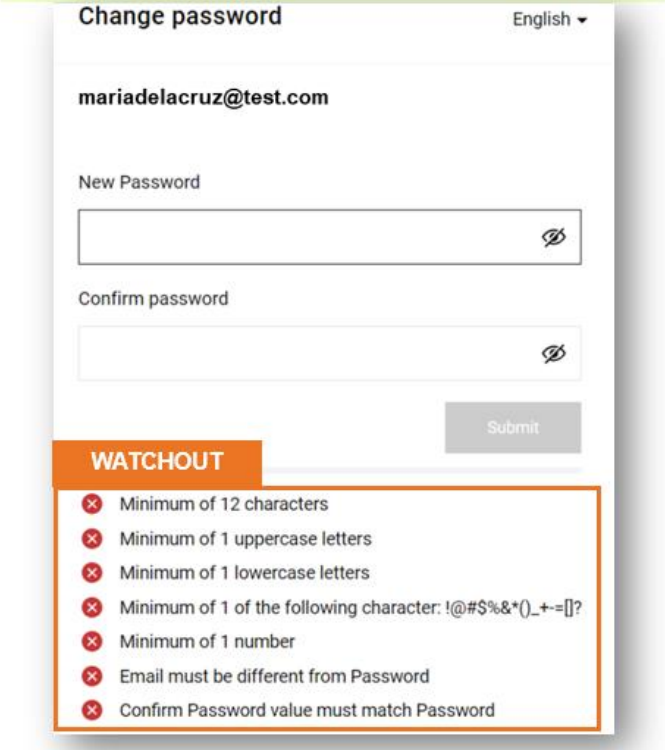 Change password
English
mariadelacruz@test.com
New Password
Confirm password
Submit
WATCHOUT
Minimum of 12 characters
Minimum of 1 uppercase letters
Minimum of 1 lowercase letters
Minimum of 1 of the following character: !@#$%&*()_+-=[]?
Minimum of 1 number
Email must be different from Password
Confirm Password value must match Password